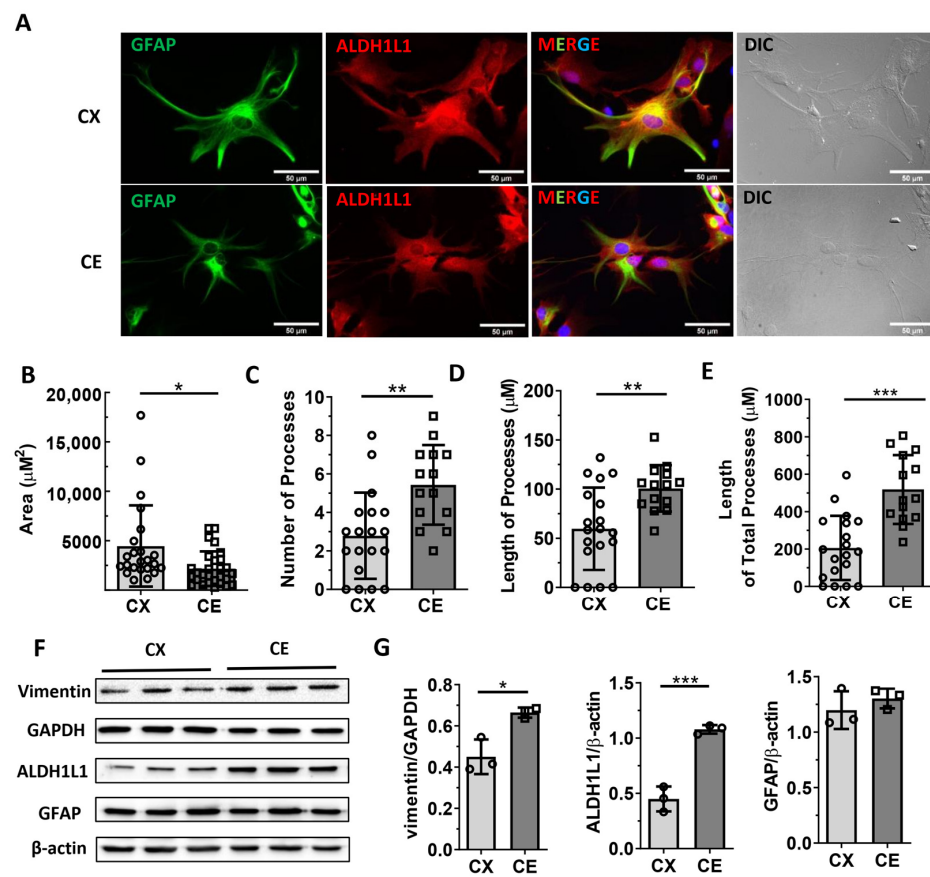 A
GFAP ALDH1L1 MERGE DIC
CX
50 µm 50 µm 50 µm 50 µm
GFAP ALDH1L1 MERGE DIC
CE
50 µm 50 µm 50 µm 50 µm
B C D E
Area (µM²)
20,000
15,000
10,000
5000
*
CX CE
Number of Processes
10
8
6
4
2
0
**
CX CE
Length of Processes (µM)
200
150
100
50
0
**
CX CE
Length
of Total Processes (µM)
1000
800
600
400
200
0
***
CX CE
F
CX CE
Vimentin
GAPDH
ALDH1L1
GFAP
β-actin
G
vimentin/GAPDH
0.8
0.6
0.4
0.2
0.0
*
CX CE
ALDH1L1/β-actin
1.5
1.0
0.5
0.0
***
CX CE
GFAP/β-actin
1.5
1.0
0.5
0.0
CX CE